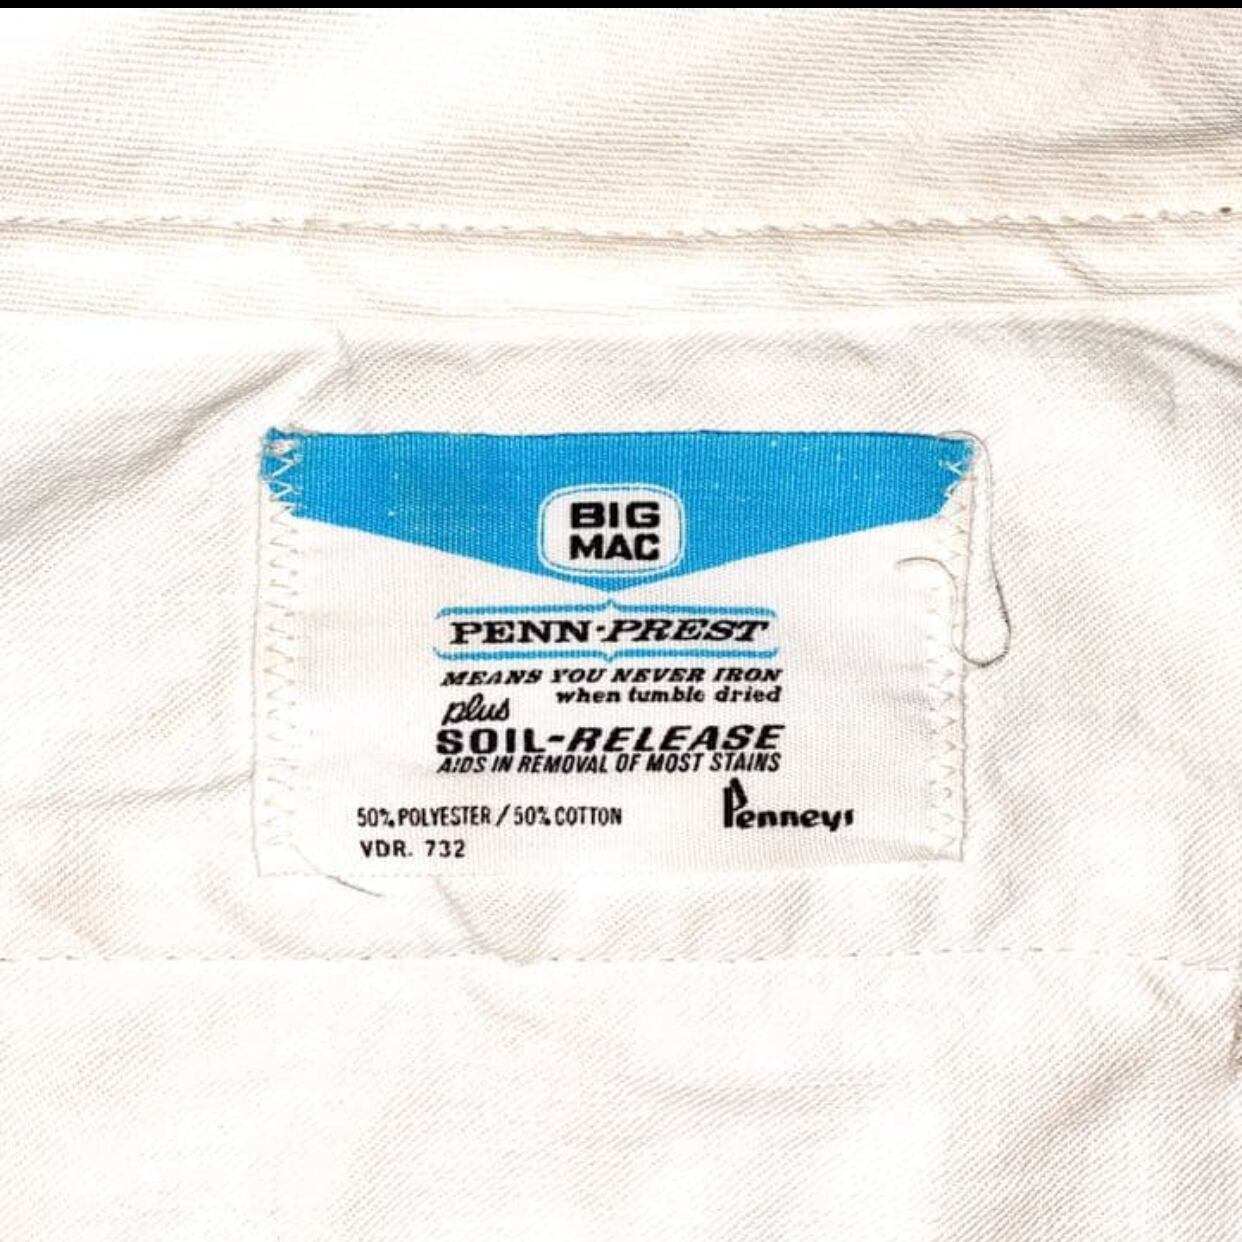 BIG
MAC
PENN-PREST
MEANS YOU NEVER IRON
when tumble dried
plus
SOIL-RELEASE
AIDS IN REMOVAL OF MOST STAINS
Penneys
50% POLYESTER / 50% COTTON
VDR. 732